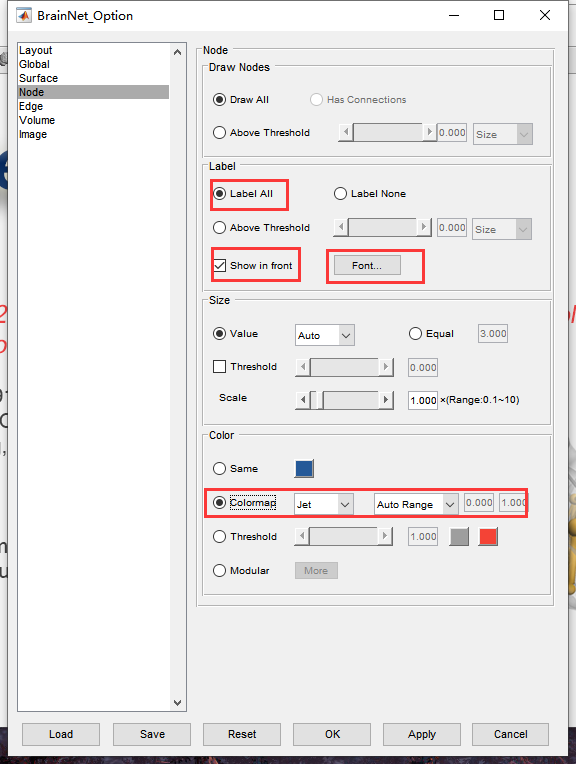 BrainNet_Option
Layout
Global
Surface
Node
Edge
Volume
Image
Node
Draw Nodes
Draw All Has Connections
Above Threshold 0.000 Size
Label
Label All Label None
Above Threshold 0.000 Size
Show in front Font...
Size
Value Auto Equal 3.000
Threshold 0.000
Scale 1.000 ×(Range:0.1~10)
Color
Same
Colormap Jet Auto Range 0.000 1.000
Threshold 1.000
Modular More
Load Save Reset OK Apply Cancel